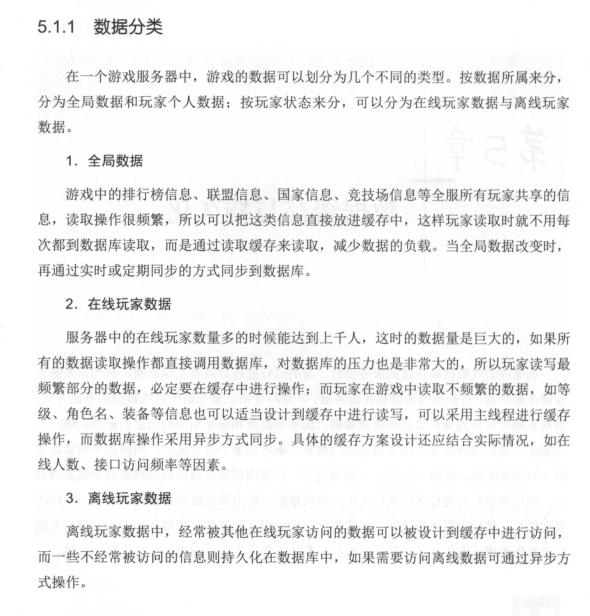 5.1.1 数据分类
在一个游戏服务器中，游戏的数据可以划分为几个不同的类型。按数据所属来分，
分为全局数据和玩家个人数据；按玩家状态来分，可以分为在线玩家数据与离线玩家
数据。
1．全局数据
游戏中的排行榜信息、联盟信息、国家信息、竞技场信息等全服所有玩家共享的信
息，读取操作很频繁，所以可以把这类信息直接放进缓存中，这样玩家读取时就不用每
次都到数据库读取，而是通过读取缓存来读取，减少数据的负载。当全局数据改变时，
再通过实时或定期同步的方式同步到数据库。
2．在线玩家数据
服务器中的在线玩家数量多的时候能达到上千人，这时的数据量是巨大的，如果所
有的数据读取操作都直接调用数据库，对数据库的压力也是非常大的，所以玩家读写最
频繁部分的数据，必定要在缓存中进行操作；而玩家在游戏中读取不频繁的数据，如等
级、角色名、装备等信息也可以适当设计到缓存中进行读写，可以采用主线程进行缓存
操作，而数据库操作采用异步方式同步。具体的缓存方案设计还应结合实际情况，如在
线人数、接口访问频率等因素。
3．离线玩家数据
离线玩家数据中，经常被其他在线玩家访问的数据可以被设计到缓存中进行访问，
而一些不经常被访问的信息则持久化在数据库中，如果需要访问离线数据可通过异步方
式操作。